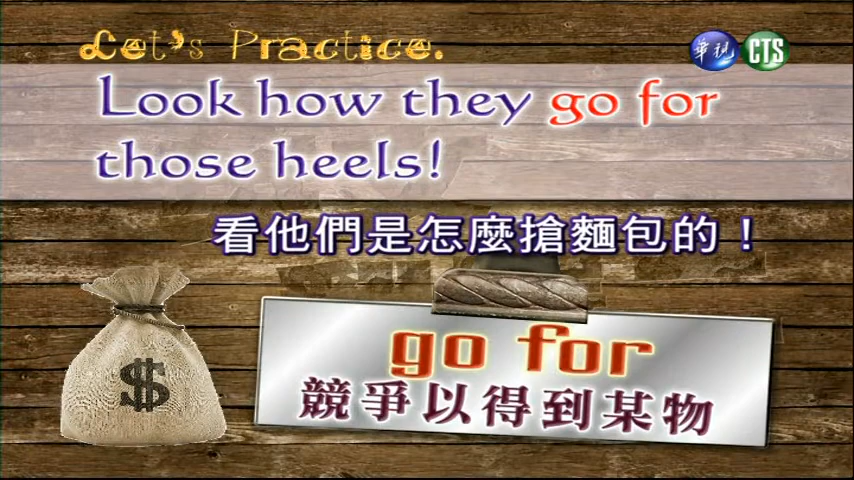 Let's Practice.
華視 CTS
Look how they go for
those heels!
看他們是怎麼搶麵包的！
$
go for
競爭以得到某物